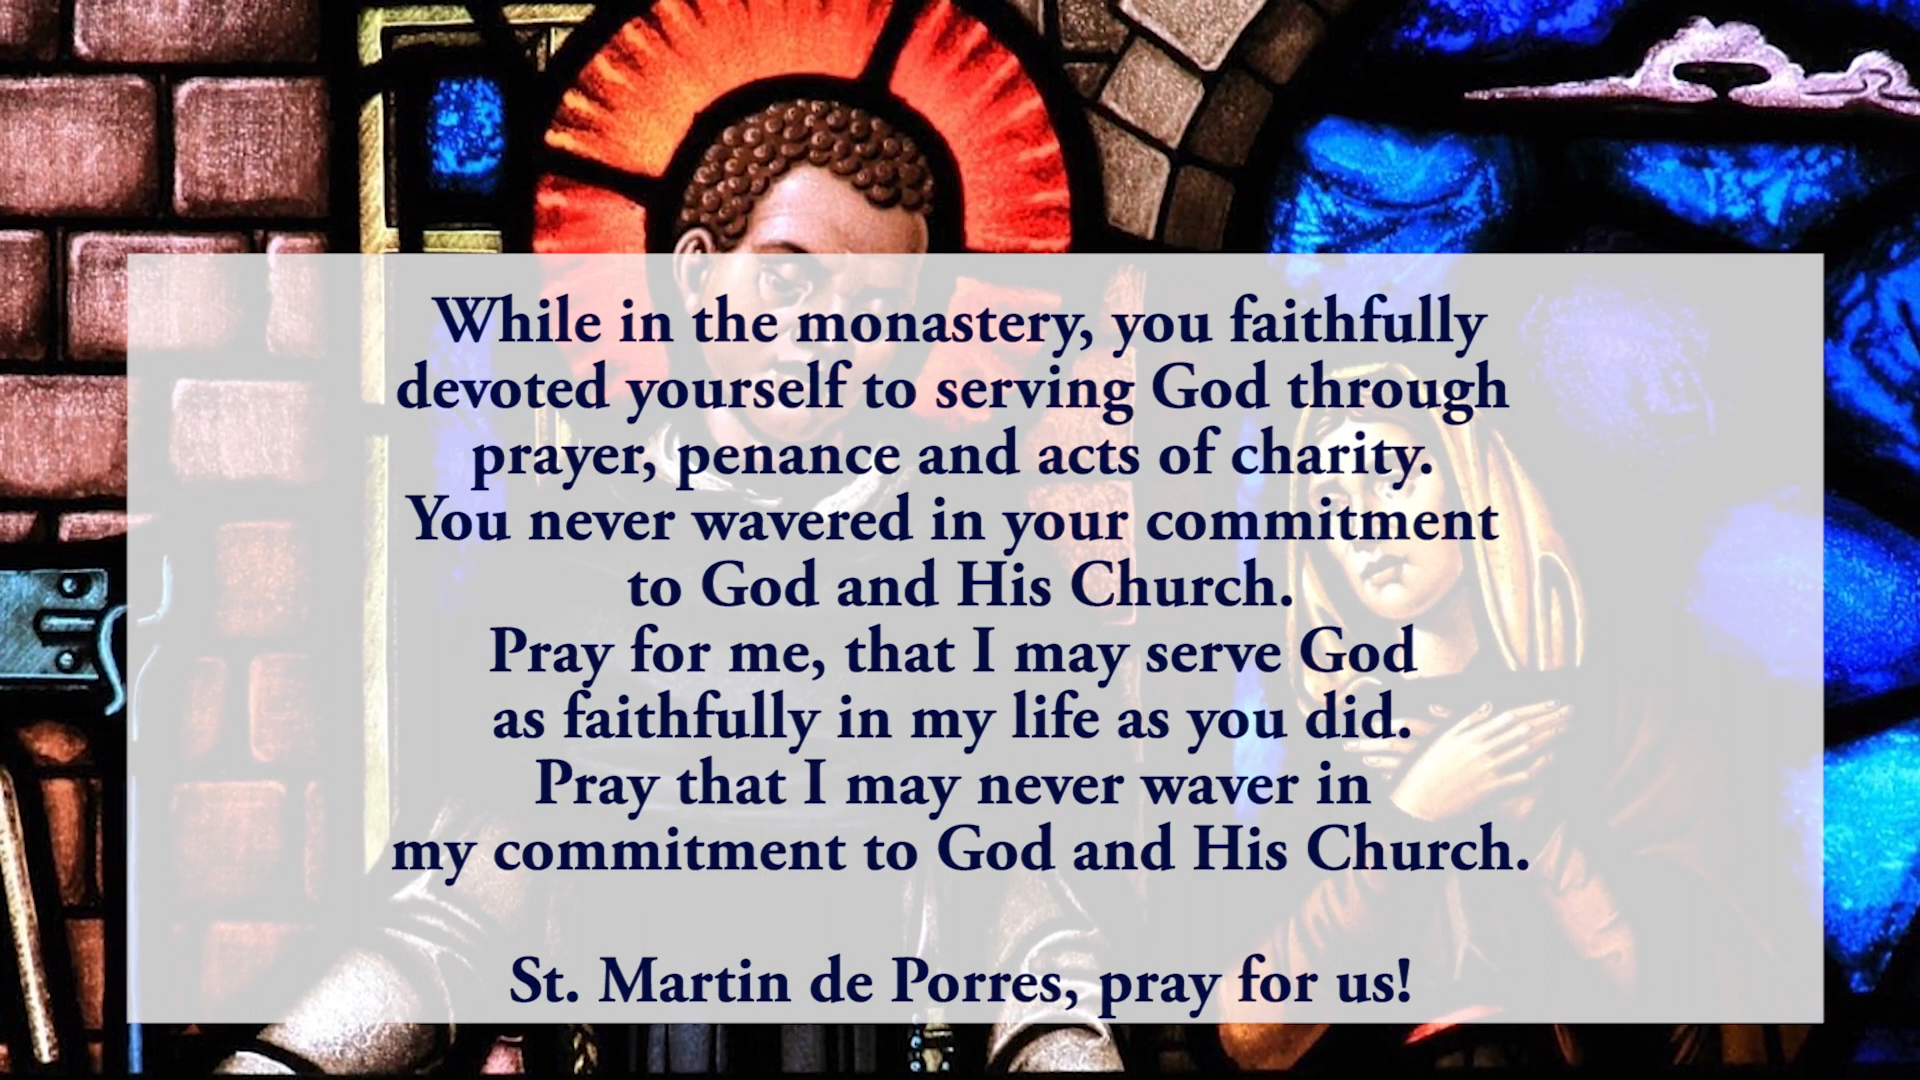 While in the monastery, you faithfully
devoted yourself to serving God through
prayer, penance and acts of charity.
You never wavered in your commitment
to God and His Church.
Pray for me, that I may serve God
as faithfully in my life as you did.
Pray that I may never waver in
my commitment to God and His Church.
St. Martin de Porres, pray for us!